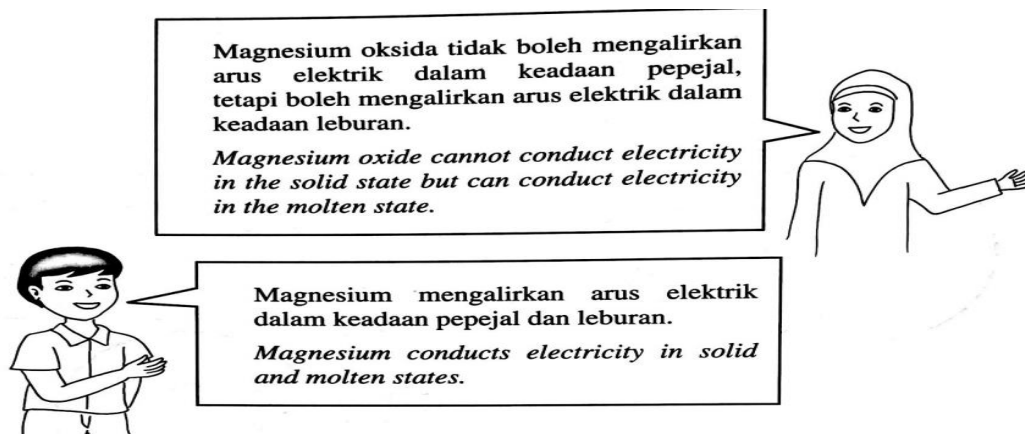 Magnesium oksida tidak boleh mengalirkan
arus elektrik dalam keadaan pepejal,
tetapi boleh mengalirkan arus elektrik dalam
keadaan leburan.
Magnesium oxide cannot conduct electricity
in the solid state but can conduct electricity
in the molten state.
Magnesium mengalirkan arus elektrik
dalam keadaan pepejal dan leburan.
Magnesium conducts electricity in solid
and molten states.